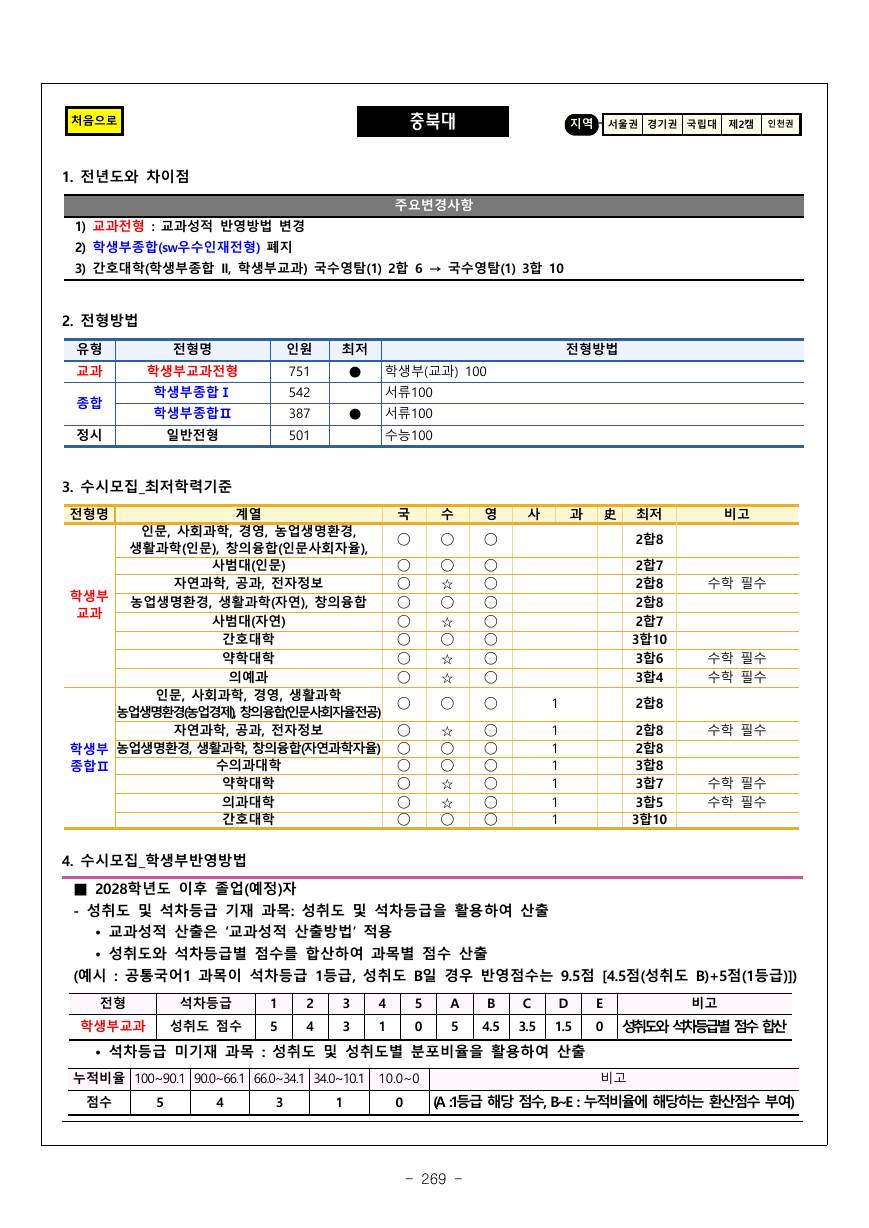 처음으로
충북대
지역 서울권 경기권 국립대 제2캠 인천권
1. 전년도와 차이점
주요변경사항
1) 교과전형 : 교과성적 반영방법 변경
2) 학생부종합(sw우수인재전형) 폐지
3) 간호대학(학생부종합 II, 학생부교과) 국수영탐(1) 2합 6 → 국수영탐(1) 3합 10
2. 전형방법
유형 전형명 인원 최저 전형방법
교과 학생부교과전형 751 ● 학생부(교과) 100
종합 학생부종합Ⅰ 542 서류100
학생부종합Ⅱ 387 ● 서류100
정시 일반전형 501 수능100
3. 수시모집_최저학력기준
전형명 계열 국 수 영 사 과 史 최저 비고
학생부
교과
인문, 사회과학, 경영, 농업생명환경,
생활과학(인문), 창의융합(인문사회자율), ○ ○ ○ 2합8
사범대(인문) ○ ○ ○ 2합7
자연과학, 공과, 전자정보 ○ ☆ ○ 2합8 수학 필수
농업생명환경, 생활과학(자연), 창의융합 ○ ○ ○ 2합8
사범대(자연) ○ ☆ ○ 2합7
간호대학 ○ ○ ○ 3합10
약학대학 ○ ☆ ○ 3합6 수학 필수
의예과 ○ ☆ ○ 3합4 수학 필수
학생부
종합Ⅱ
인문, 사회과학, 경영, 생활과학
농업생명환경(농업경제), 창의융합(인문사회자율전공) ○ ○ ○ 1 2합8
자연과학, 공과, 전자정보 ○ ☆ ○ 1 2합8 수학 필수
농업생명환경, 생활과학, 창의융합(자연과학자율) ○ ○ ○ 1 2합8
수의과대학 ○ ○ ○ 1 3합8
약학대학 ○ ☆ ○ 1 3합7 수학 필수
의과대학 ○ ☆ ○ 1 3합5 수학 필수
간호대학 ○ ○ ○ 1 3합10
4. 수시모집_학생부반영방법
■ 2028학년도 이후 졸업(예정)자
- 성취도 및 석차등급 기재 과목: 성취도 및 석차등급을 활용하여 산출
• 교과성적 산출은 ‘교과성적 산출방법’ 적용
• 성취도와 석차등급별 점수를 합산하여 과목별 점수 산출
(예시 : 공통국어1 과목이 석차등급 1등급, 성취도 B일 경우 반영점수는 9.5점 [4.5점(성취도 B)+5점(1등급)])
전형 석차등급 1 2 3 4 5 A B C D E 비고
학생부교과 성취도 점수 5 4 3 1 0 5 4.5 3.5 1.5 0 성취도와 석차등급별 점수 합산
• 석차등급 미기재 과목 : 성취도 및 성취도별 분포비율을 활용하여 산출
누적비율 100~90.1 90.0~66.1 66.0~34.1 34.0~10.1 10.0~0 비고
점수 5 4 3 1 0 (A :1등급 해당 점수, B~E : 누적비율에 해당하는 환산점수 부여)
- 269 -